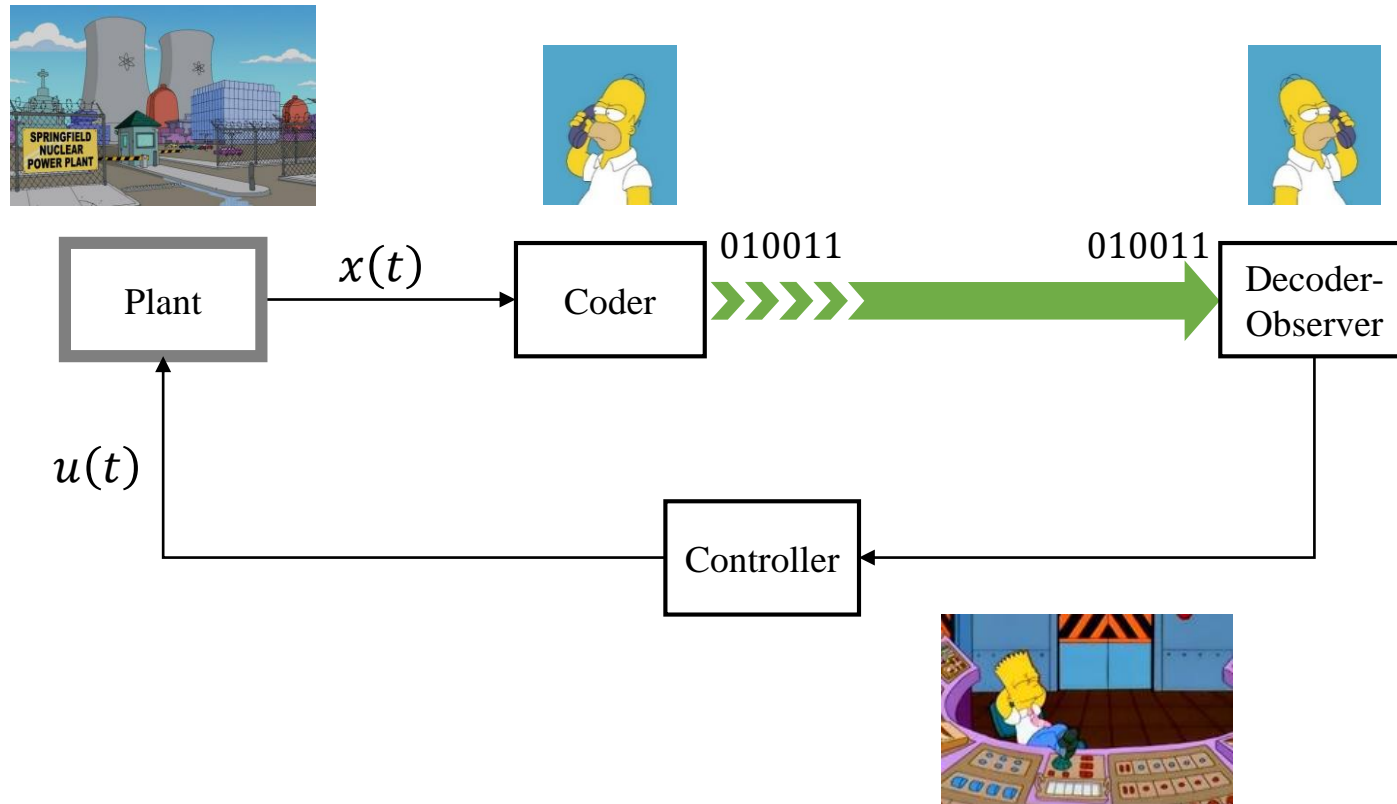 SPRINGFIELD
NUCLEAR
POWER PLANT
010011
010011
x(t)
Plant
Coder
Decoder-
Observer
u(t)
Controller